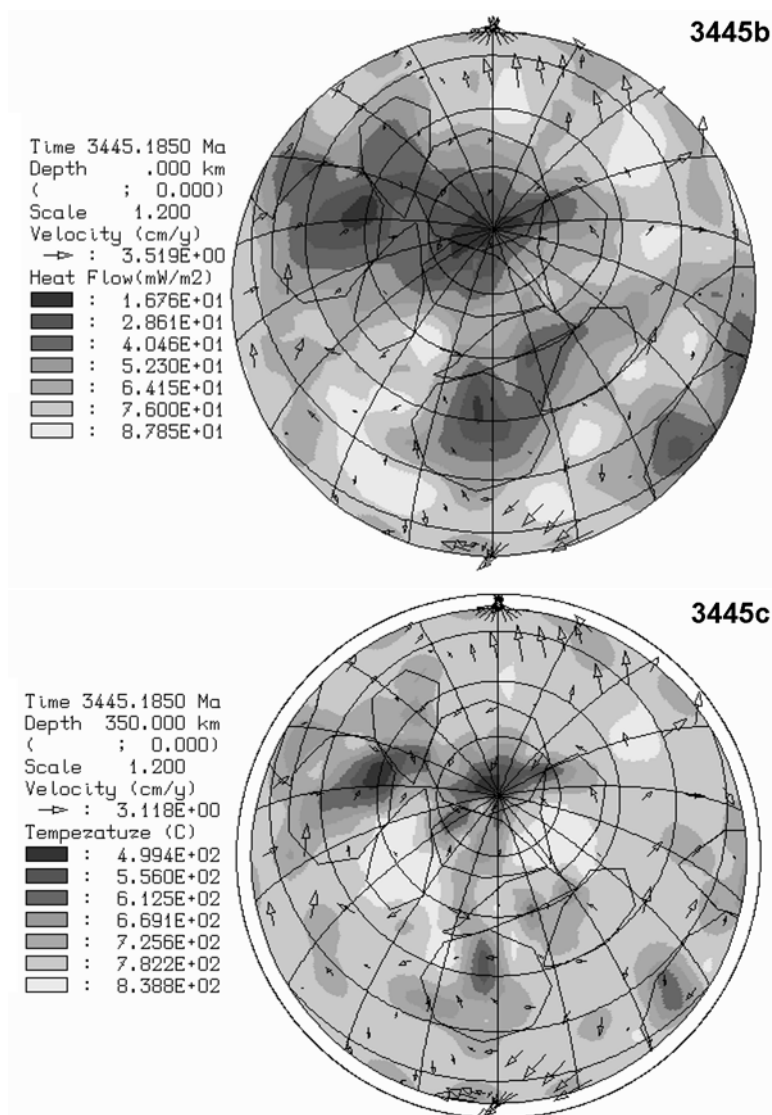 3445b
Time 3445.1850 Ma
Depth .000 km
( ; 0.000)
Scale 1.200
Velocity (cm/y)
: 3.519E+00
Heat Flow(mW/m2)
: 1.676E+01
: 2.861E+01
: 4.046E+01
: 5.230E+01
: 6.415E+01
: 7.600E+01
: 8.785E+01
3445c
Time 3445.1850 Ma
Depth 350.000 km
( ; 0.000)
Scale 1.200
Velocity (cm/y)
: 3.118E+00
Tempezatuze (C)
: 4.994E+02
: 5.560E+02
: 6.125E+02
: 6.691E+02
: 7.256E+02
: 7.822E+02
: 8.388E+02